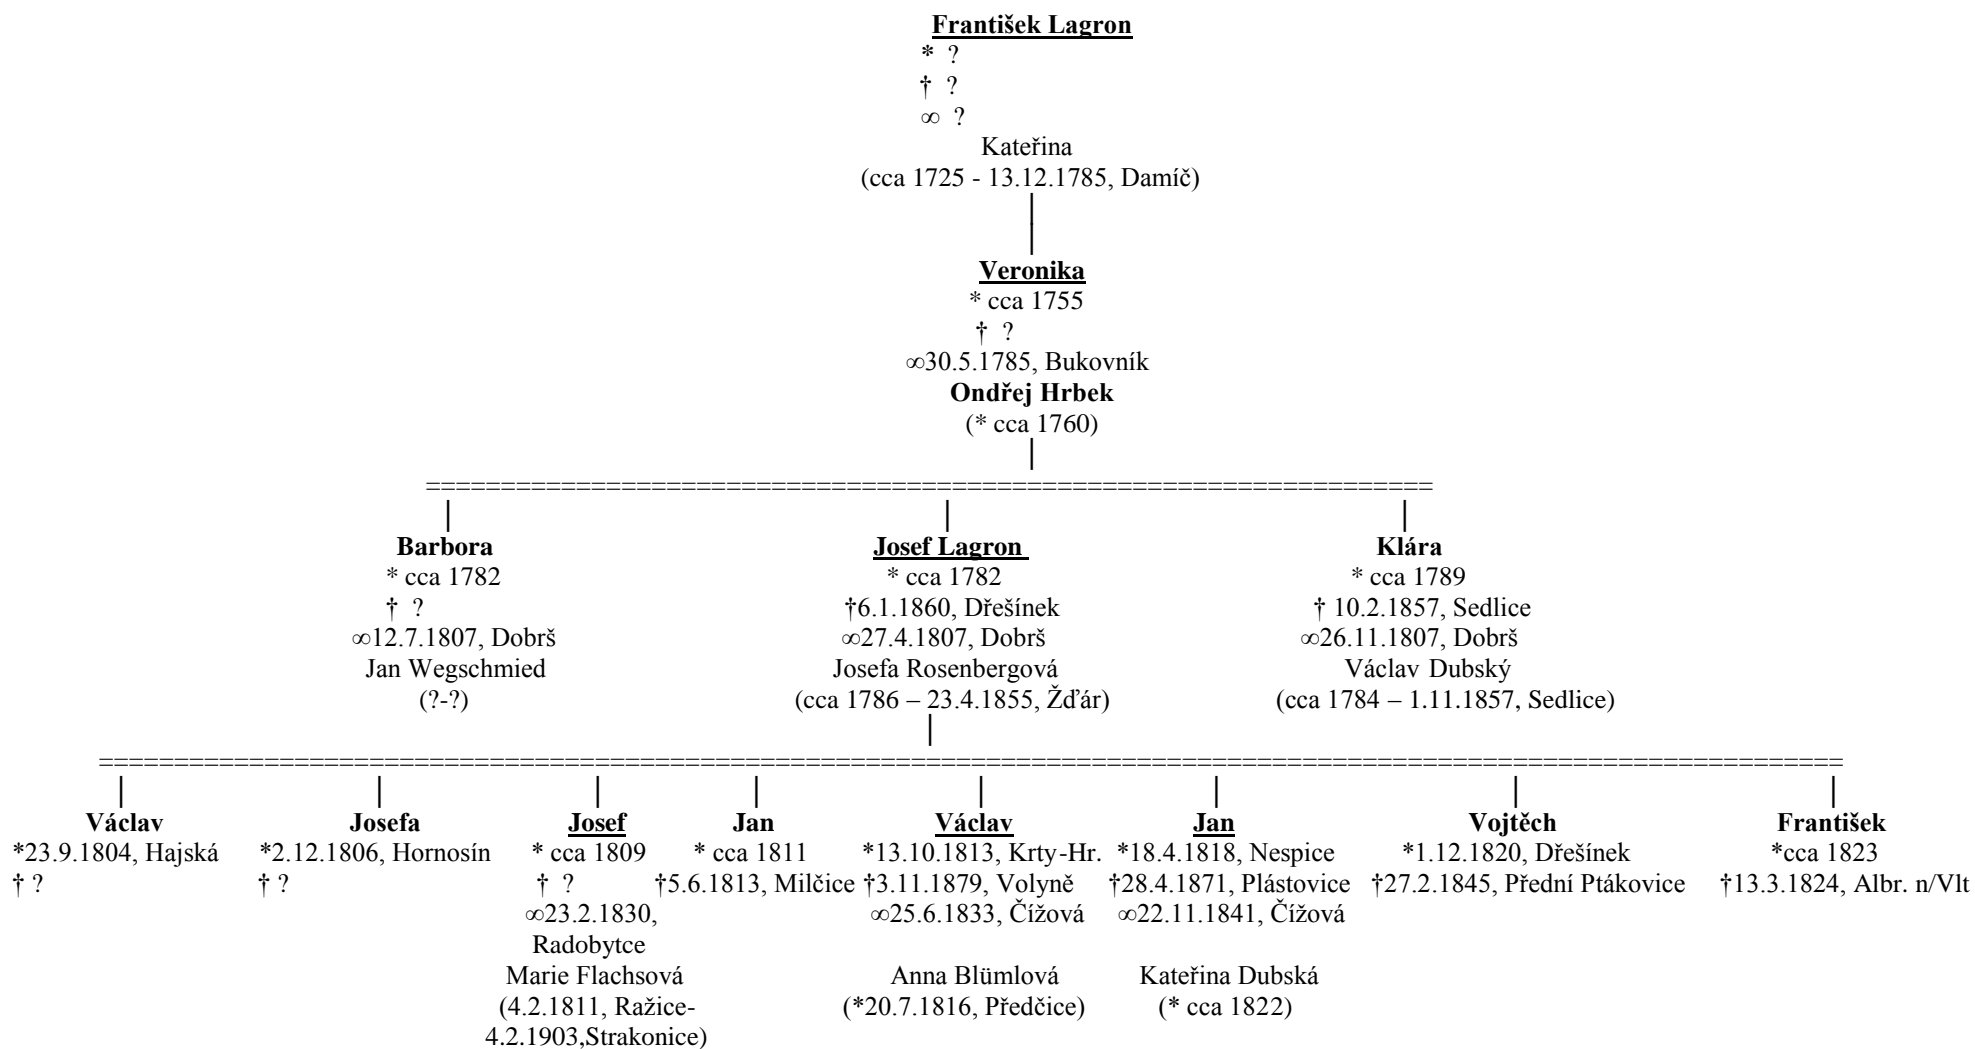 František Lagron
* ?
† ?
∞ ?
Kateřina
(cca 1725 - 13.12.1785, Damíč)
Veronika
* cca 1755
† ?
∞30.5.1785, Bukovník
Ondřej Hrbek
(* cca 1760)
Barbora
* cca 1782
† ?
∞12.7.1807, Dobrš
Jan Wegschmied
(?-?)
Josef Lagron
* cca 1782
†6.1.1860, Dřešínek
∞27.4.1807, Dobrš
Josefa Rosenbergová
(cca 1786 – 23.4.1855, Žďár)
Klára
* cca 1789
† 10.2.1857, Sedlice
∞26.11.1807, Dobrš
Václav Dubský
(cca 1784 – 1.11.1857, Sedlice)
Václav
*23.9.1804, Hajská
† ?
Josefa
*2.12.1806, Hornosín
† ?
Josef
* cca 1809
† ?
∞23.2.1830,
Radobytce
Marie Flachsová
(4.2.1811, Ražice-
4.2.1903,Strakonice)
Jan
* cca 1811
†5.6.1813, Milčice
Václav
*13.10.1813, Krty-Hr.
†3.11.1879, Volyně
∞25.6.1833, Čížová
Anna Blümlová
(*20.7.1816, Předčice)
Jan
*18.4.1818, Nespice
†28.4.1871, Plástovice
∞22.11.1841, Čížová
Kateřina Dubská
(* cca 1822)
Vojtěch
*1.12.1820, Dřešínek
†27.2.1845, Přední Ptákovice
František
*cca 1823
†13.3.1824, Albr. n/Vlt